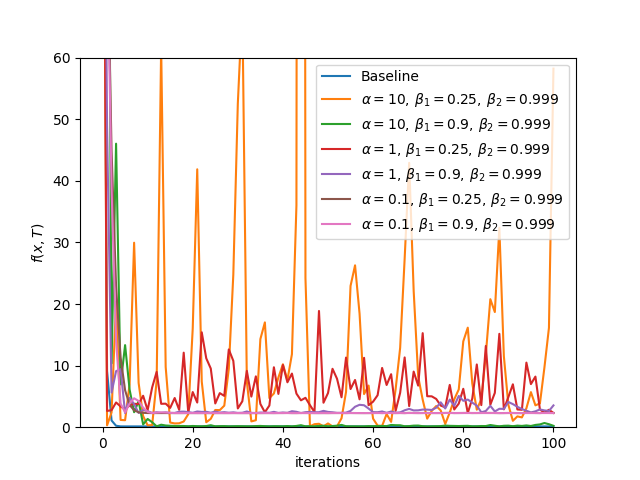 60
50
40
30
20
10
0
f(x, T)
0 20 40 60 80 100
iterations
Baseline
α = 10, β₁ = 0.25, β₂ = 0.999
α = 10, β₁ = 0.9, β₂ = 0.999
α = 1, β₁ = 0.25, β₂ = 0.999
α = 1, β₁ = 0.9, β₂ = 0.999
α = 0.1, β₁ = 0.25, β₂ = 0.999
α = 0.1, β₁ = 0.9, β₂ = 0.999